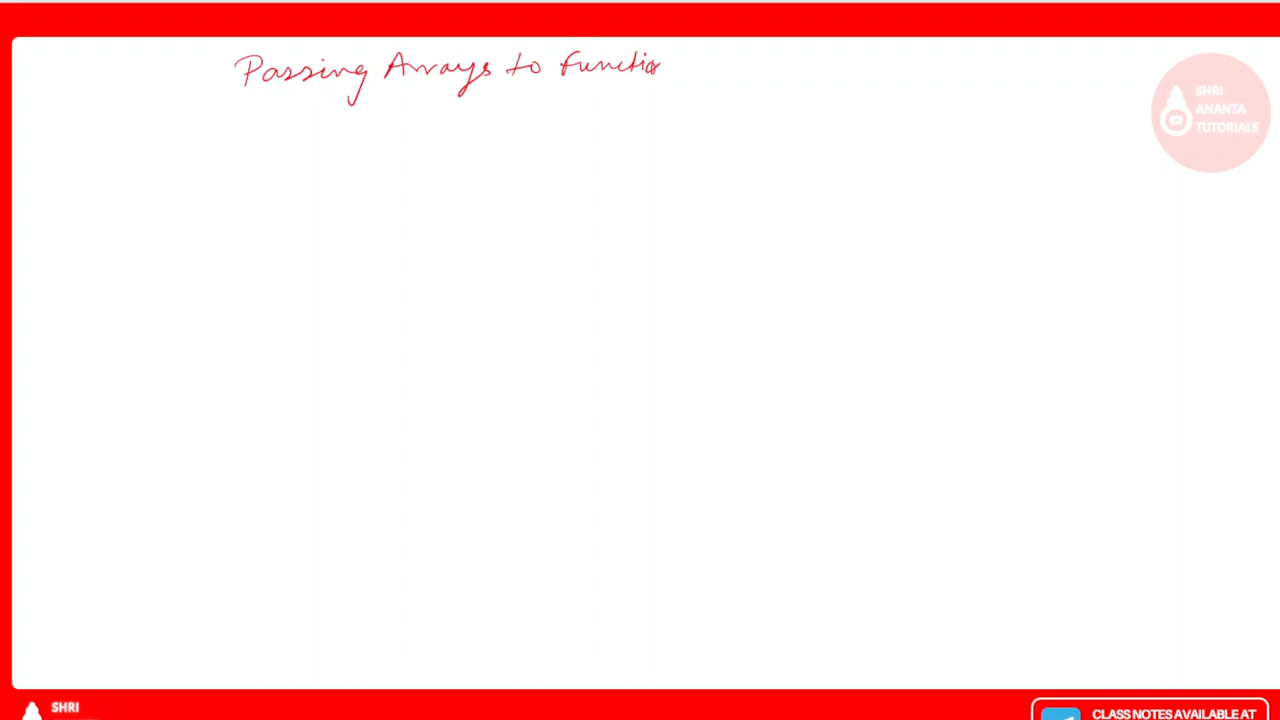 Passing Arrays to Functio
SHRI
ANANTA
TUTORIALS
SHRI
CLASS NOTES AVAILABLE AT